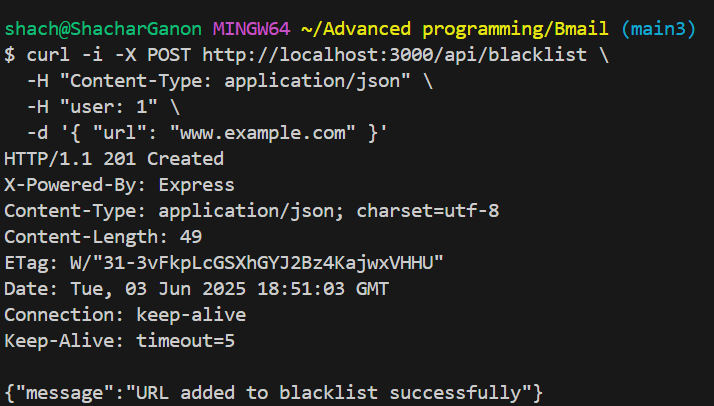 shach@ShacharGanon MINGW64 ~/Advanced programming/Bmail (main3)
$ curl -i -X POST http://localhost:3000/api/blacklist \
  -H "Content-Type: application/json" \
  -H "user: 1" \
  -d '{ "url": "www.example.com" }'
HTTP/1.1 201 Created
X-Powered-By: Express
Content-Type: application/json; charset=utf-8
Content-Length: 49
ETag: W/"31-3vFkpLcGSXhGYJ2Bz4KajwxVHHU"
Date: Tue, 03 Jun 2025 18:51:03 GMT
Connection: keep-alive
Keep-Alive: timeout=5

{"message":"URL added to blacklist successfully"}